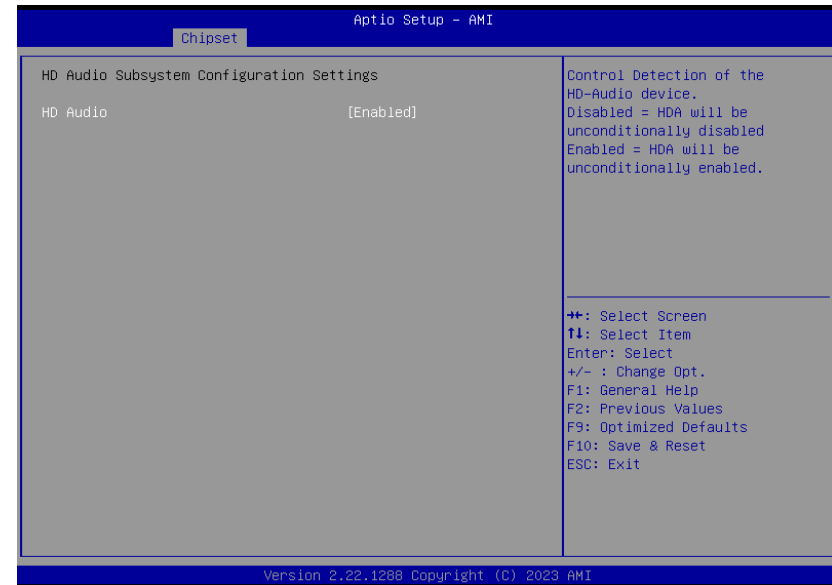 Aptio Setup – AMI
Chipset
HD Audio Subsystem Configuration Settings
HD Audio [Enabled]
Control Detection of the
HD-Audio device.
Disabled = HDA will be
unconditionally disabled
Enabled = HDA will be
unconditionally enabled.
→←: Select Screen
↑↓: Select Item
Enter: Select
+/- : Change Opt.
F1: General Help
F2: Previous Values
F9: Optimized Defaults
F10: Save & Reset
ESC: Exit
Version 2.22.1288 Copyright (C) 2023 AMI